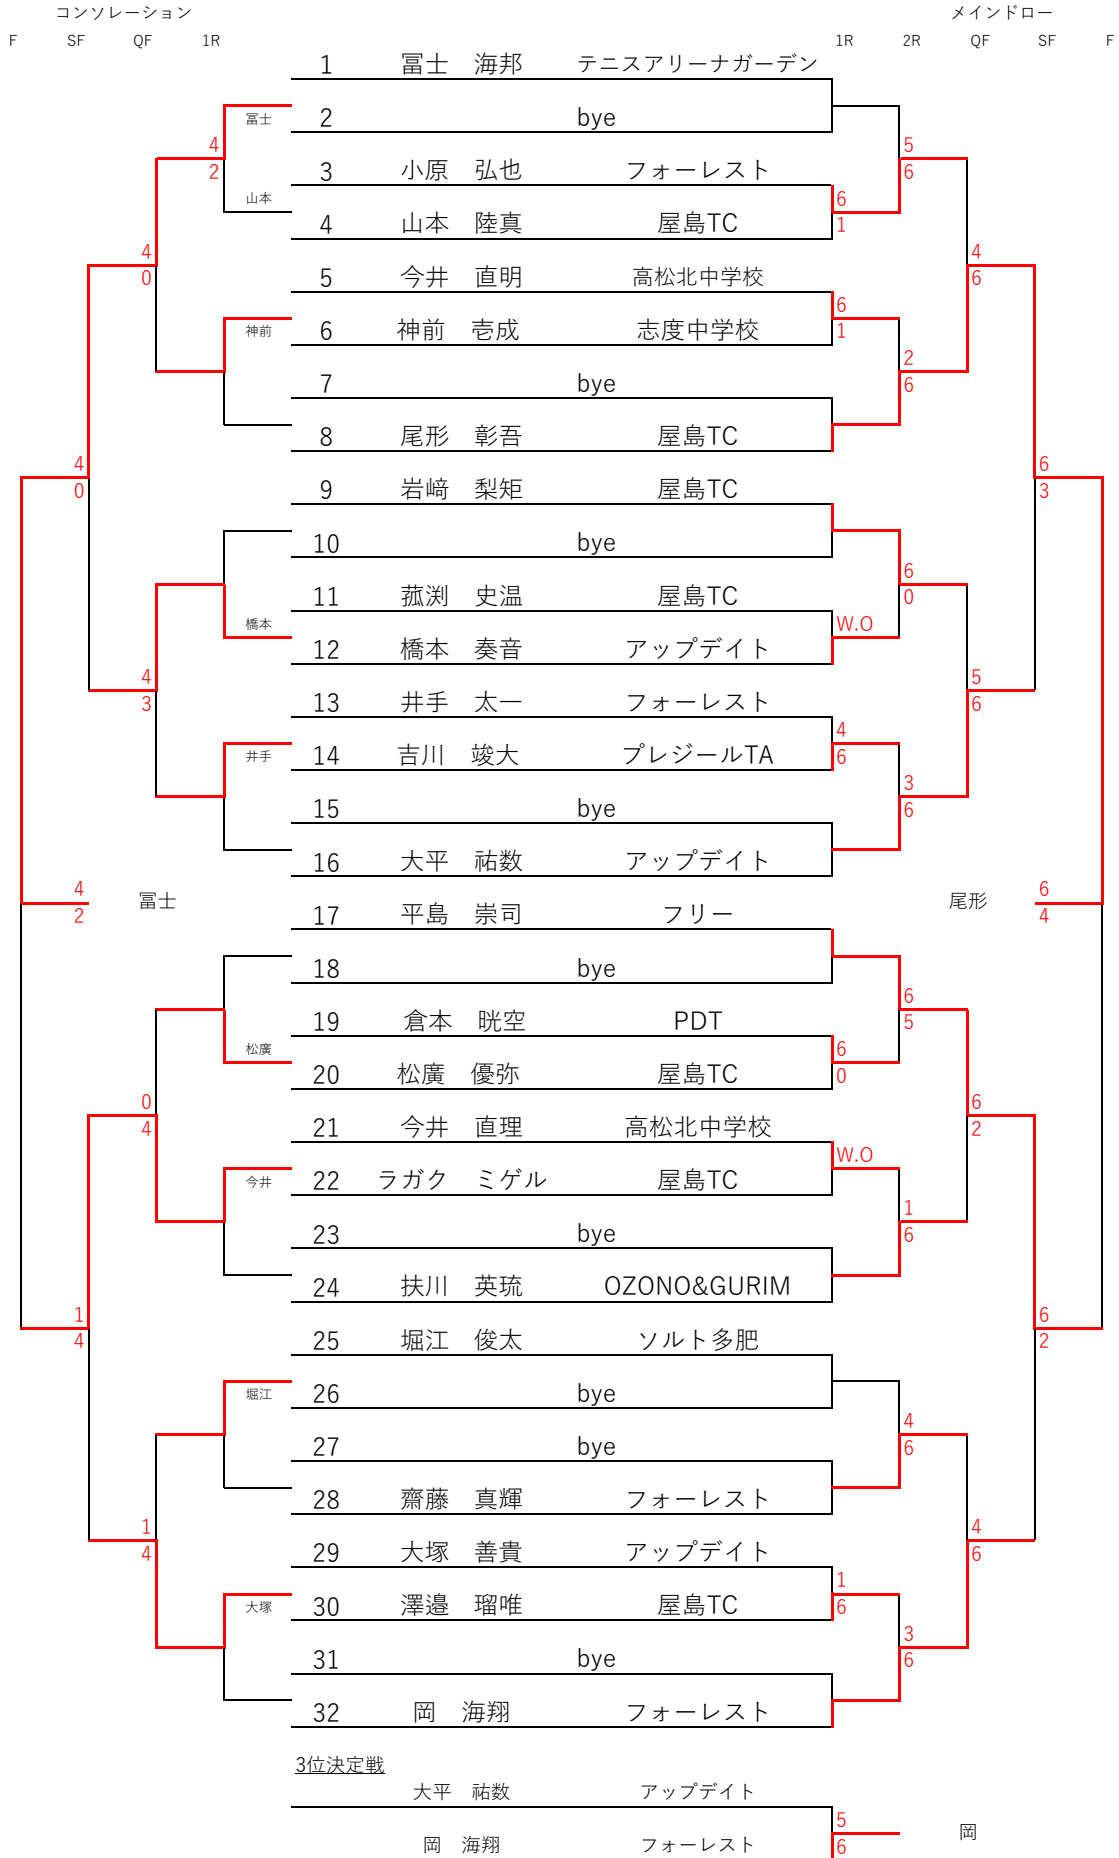 コンソレーション メインドロー
F SF QF 1R 1R 2R QF SF F
1 冨士 海邦 テニスアリーナガーデン
冨士 2 bye
4 5
2 3 小原 弘也 フォーレスト 6
山本 6
4 山本 陸真 屋島TC 1
4 4
0 5 今井 直明 高松北中学校 6
6
神前 6 神前 壱成 志度中学校 1
2
7 bye 6
8 尾形 彰吾 屋島TC
4 6
0 9 岩﨑 梨矩 屋島TC 3
10 bye
6
11 菰渕 史温 屋島TC 0
橋本 W.O
12 橋本 奏音 アップデイト
4 5
3 13 井手 太一 フォーレスト 6
4
井手 14 吉川 竣大 プレジールTA 6
3
15 bye 6
16 大平 祐数 アップデイト
4 冨士 尾形 6
2 17 平島 崇司 フリー 4
18 bye
6
19 倉本 晄空 PDT 5
松廣 6
20 松廣 優弥 屋島TC 0
0 6
4 21 今井 直理 高松北中学校 2
W.O
今井 22 ラガク ミゲル 屋島TC
1
23 bye 6
24 扶川 英琉 OZONO&GURIM
1 6
4 25 堀江 俊太 ソルト多肥 2
堀江 26 bye
4
27 bye 6
28 齋藤 真輝 フォーレスト
1 4
4 29 大塚 善貴 アップデイト 6
1
大塚 30 澤邉 瑠唯 屋島TC 6
3
31 bye 6
32 岡 海翔 フォーレスト
3位決定戦
大平 祐数 アップデイト
5
岡
岡 海翔 フォーレスト 6